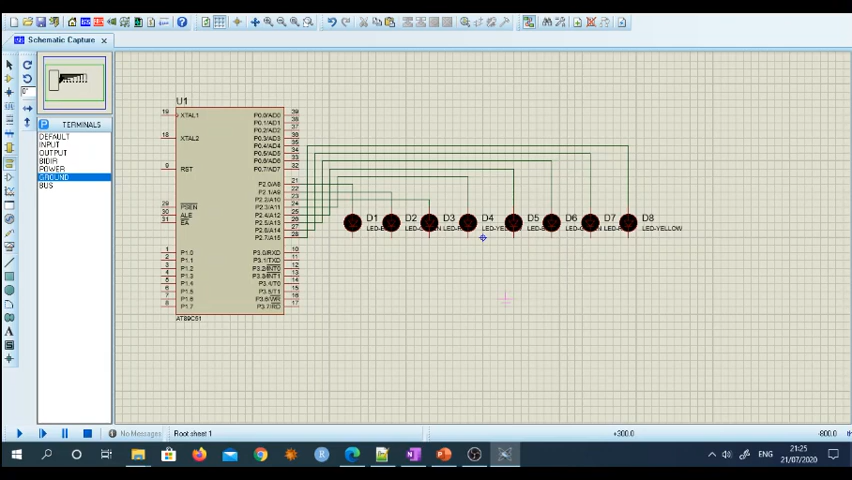 Schematic Capture
TERMINALS
DEFAULT
INPUT
OUTPUT
BIDIR
POWER
GROUND
BUS
U1
19 XTAL1
18 XTAL2
9 RST
29 PSEN
30 ALE
31 EA
1 P1.0
2 P1.1
3 P1.2
4 P1.3
5 P1.4
6 P1.5
7 P1.6
8 P1.7
P0.0/AD0 39
P0.1/AD1 38
P0.2/AD2 37
P0.3/AD3 36
P0.4/AD4 35
P0.5/AD5 34
P0.6/AD6 33
P0.7/AD7 32
P2.0/A8 21
P2.1/A9 22
P2.2/A10 23
P2.3/A11 24
P2.4/A12 25
P2.5/A13 26
P2.6/A14 27
P2.7/A15 28
P3.0/RXD 10
P3.1/TXD 11
P3.2/INT0 12
P3.3/INT1 13
P3.4/T0 14
P3.5/T1 15
P3.6/WR 16
P3.7/RD 17
AT89C51
D1 D2 D3 D4 D5 D6 D7 D8
LED-YELLOW
No Messages
Root sheet 1
+300.0
-800.0
ENG
21:25
21/07/2020